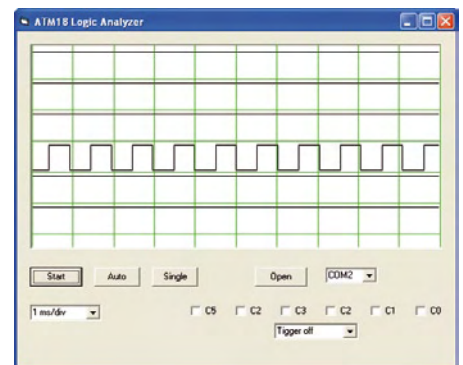 ATM18 Logic Analyzer
Start Auto Single Open COM2
1 ms/div C5 C2 C3 C2 C1 C0
Tigger off